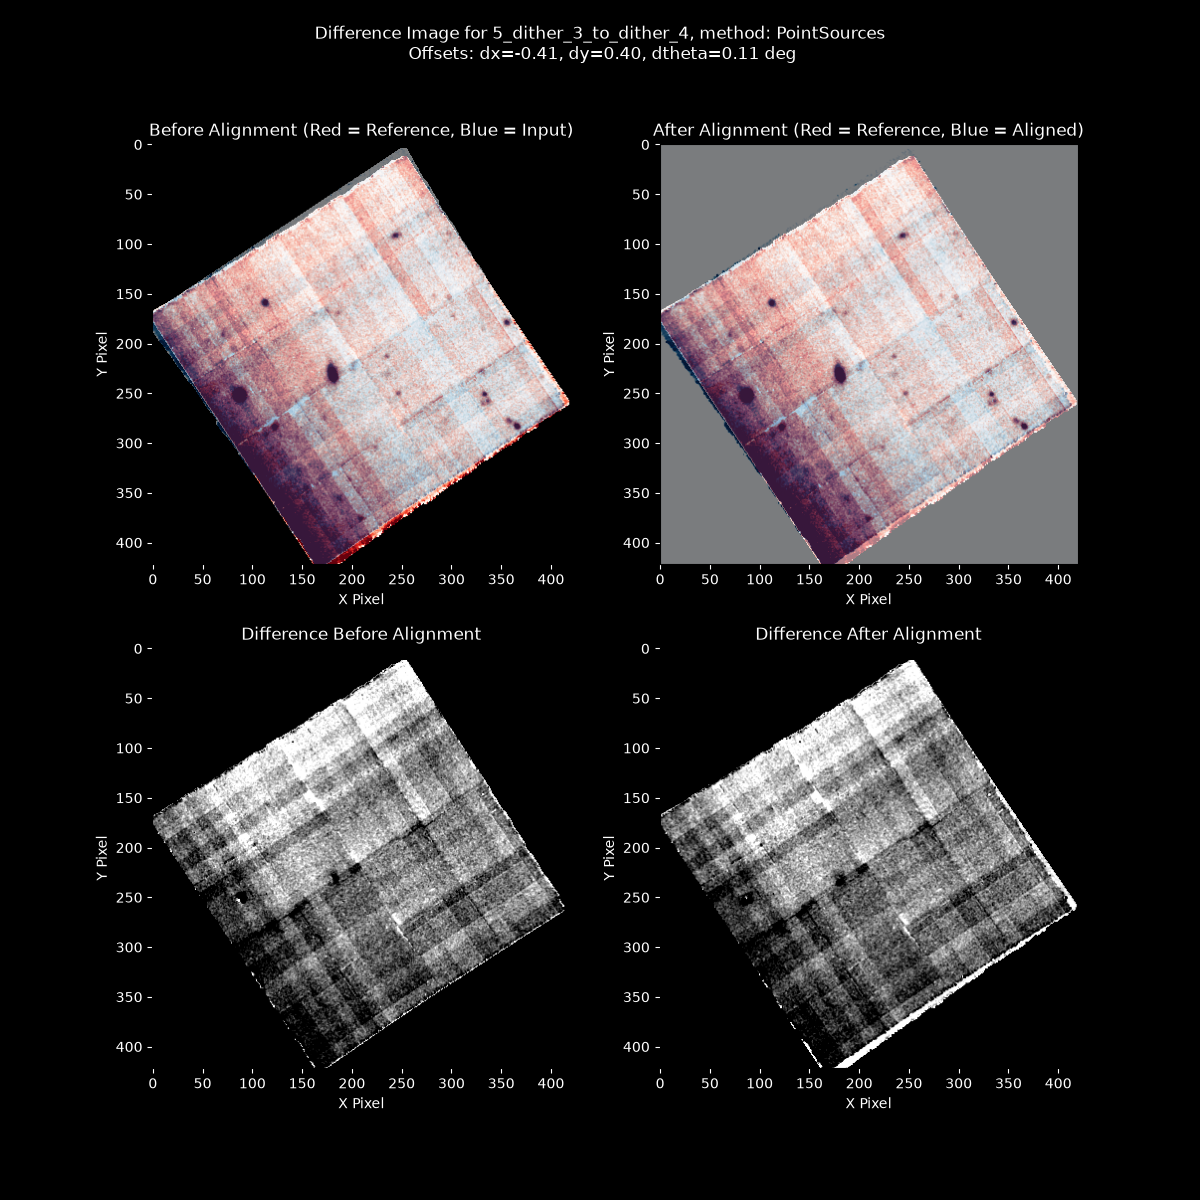 Difference Image for 5_dither_3_to_dither_4, method: PointSources
Offsets: dx=-0.41, dy=0.40, dtheta=0.11 deg
Before Alignment (Red = Reference, Blue = Input)
0
50
100
150
200
250
300
350
400
Y Pixel
0 50 100 150 200 250 300 350 400
X Pixel
After Alignment (Red = Reference, Blue = Aligned)
0
50
100
150
200
250
300
350
400
Y Pixel
0 50 100 150 200 250 300 350 400
X Pixel
Difference Before Alignment
0
50
100
150
200
250
300
350
400
Y Pixel
0 50 100 150 200 250 300 350 400
X Pixel
Difference After Alignment
0
50
100
150
200
250
300
350
400
Y Pixel
0 50 100 150 200 250 300 350 400
X Pixel